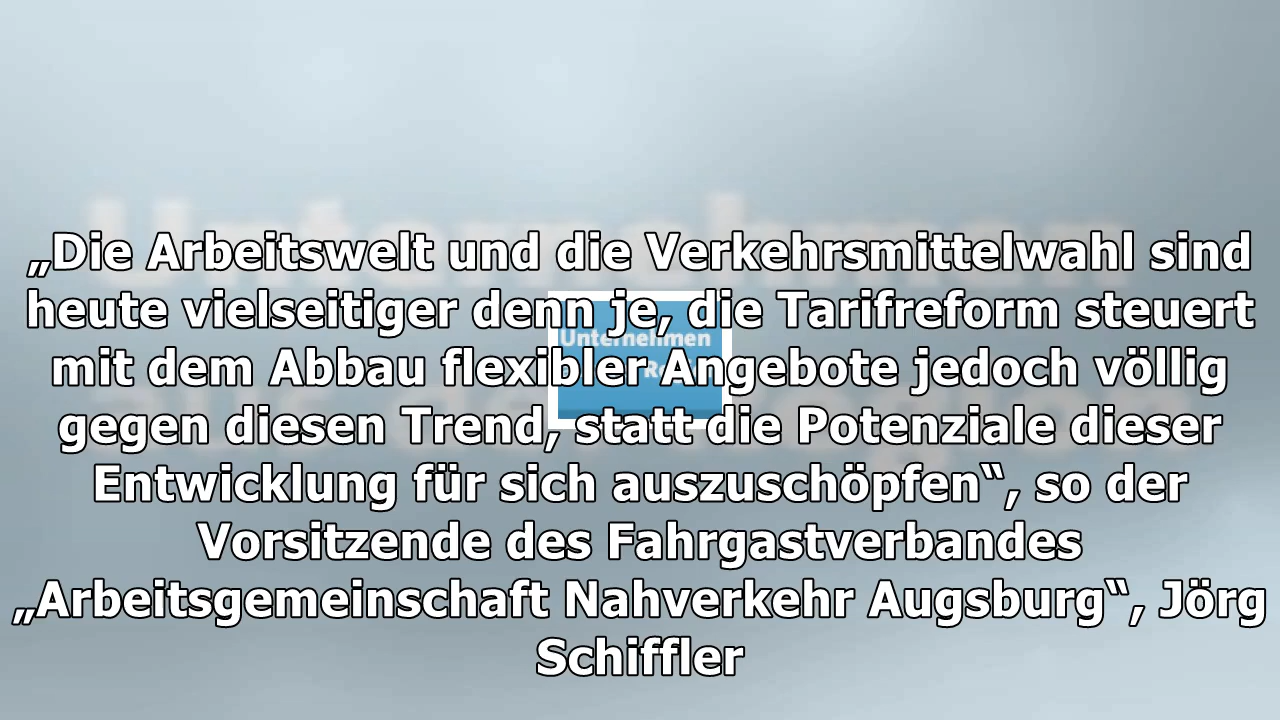 „Die Arbeitswelt und die Verkehrsmittelwahl sind
heute vielseitiger denn je, die Tarifreform steuert
mit dem Abbau flexibler Angebote jedoch völlig
gegen diesen Trend, statt die Potenziale dieser
Entwicklung für sich auszuschöpfen“, so der
Vorsitzende des Fahrgastverbandes
„Arbeitsgemeinschaft Nahverkehr Augsburg“, Jörg
Schiffler
Unternehmen